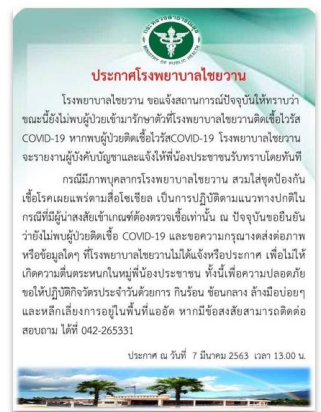 MINISTRY OF PUBLIC HEALTH
ประกาศโรงพยาบาลไชยวาน
โรงพยาบาลไชยวาน ขอแจ้งสถานการณ์ปัจจุบันให้ทราบว่า
ขณะนี้ยังไม่พบผู้ป่วยเข้ามารักษาตัวที่โรงพยาบาลไชยวานติดเชื้อไวรัส
COVID-19 หากพบผู้ป่วยติดเชื้อไวรัสCOVID-19 โรงพยาบาลไชยวาน
จะรายงานผู้บังคับบัญชาและแจ้งให้พี่น้องประชาชนรับทราบโดยทันที
กรณีมีภาพบุคลากรโรงพยาบาลไชยวาน สวมใส่ชุดป้องกัน
เชื้อโรคเผยแพร่ตามสื่อโซเชียล เป็นการปฏิบัติตามแนวทางปกติใน
กรณีที่มีผู้น่าสงสัยเข้าเกณฑ์ต้องตรวจเชื้อเท่านั้น ณ ปัจจุบันขอยืนยัน
ว่ายังไม่พบผู้ป่วยติดเชื้อ COVID-19 และขอความกรุณางดส่งต่อภาพ
หรือข้อมูลใดๆ ที่โรงพยาบาลไชยวานไม่ได้แจ้งหรือประกาศ เพื่อไม่ให้
เกิดความตื่นตระหนกในหมู่พี่น้องประชาชน ทั้งนี้เพื่อความปลอดภัย
ขอให้ปฏิบัติกิจวัตรประจำวันด้วยการ กินร้อน ช้อนกลาง ล้างมือบ่อยๆ
และหลีกเลี่ยงการอยู่ในพื้นที่แออัด หากมีข้อสงสัยสามารถติดต่อ
สอบถาม ได้ที่ 042-265331
ประกาศ ณ วันที่ 7 มีนาคม 2563 เวลา 13.00 น.